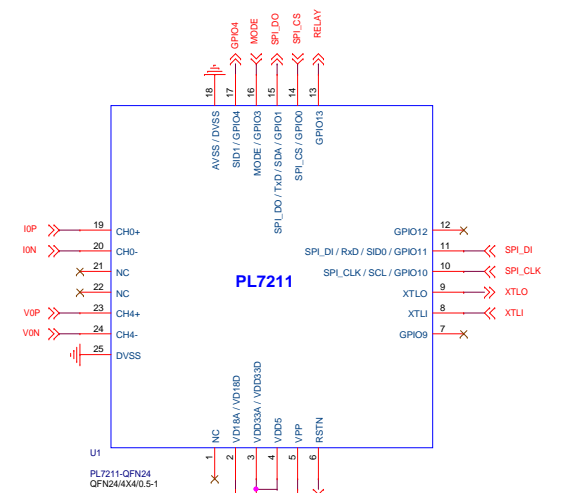 GPIO4
MODE
SPI_DO
SPI_CS
RELAY
18
17
16
15
14
13
AVSS / DVSS
SID1 / GPIO4
MODE / GPIO3
SPI_DO / TxD / SDA / GPIO1
SPI_CS / GPIO0
GPIO13
I0P
19
CH0+
GPIO12
12
I0N
20
CH0-
SPI_DI / RxD / SID0 / GPIO11
11
SPI_DI
21
NC
SPI_CLK / SCL / GPIO10
10
SPI_CLK
22
NC
PL7211
XTLO
9
XTLO
V0P
23
CH4+
XTLI
8
XTLI
V0N
24
CH4-
GPIO9
7
25
DVSS
NC
VD18A / VD18D
VDD33A / VDD33D
VDD5
VPP
RSTN
1
2
3
4
5
6
U1
PL7211-QFN24
QFN24/4X4/0.5-1